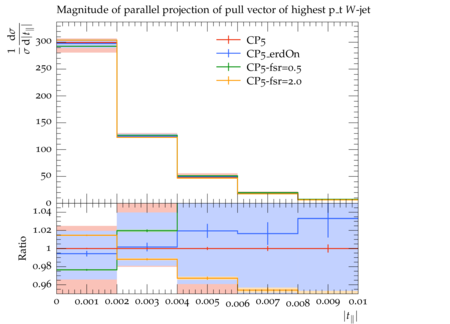 Magnitude of parallel projection of pull vector of highest p_t W-jet
1/σ dσ/d|t∥|
300
250
200
150
100
50
0
CP5
CP5_erdOn
CP5-fsr=0.5
CP5-fsr=2.0
Ratio
1.04
1.02
1
0.98
0.96
0 0.001 0.002 0.003 0.004 0.005 0.006 0.007 0.008 0.009 0.01
|t∥|